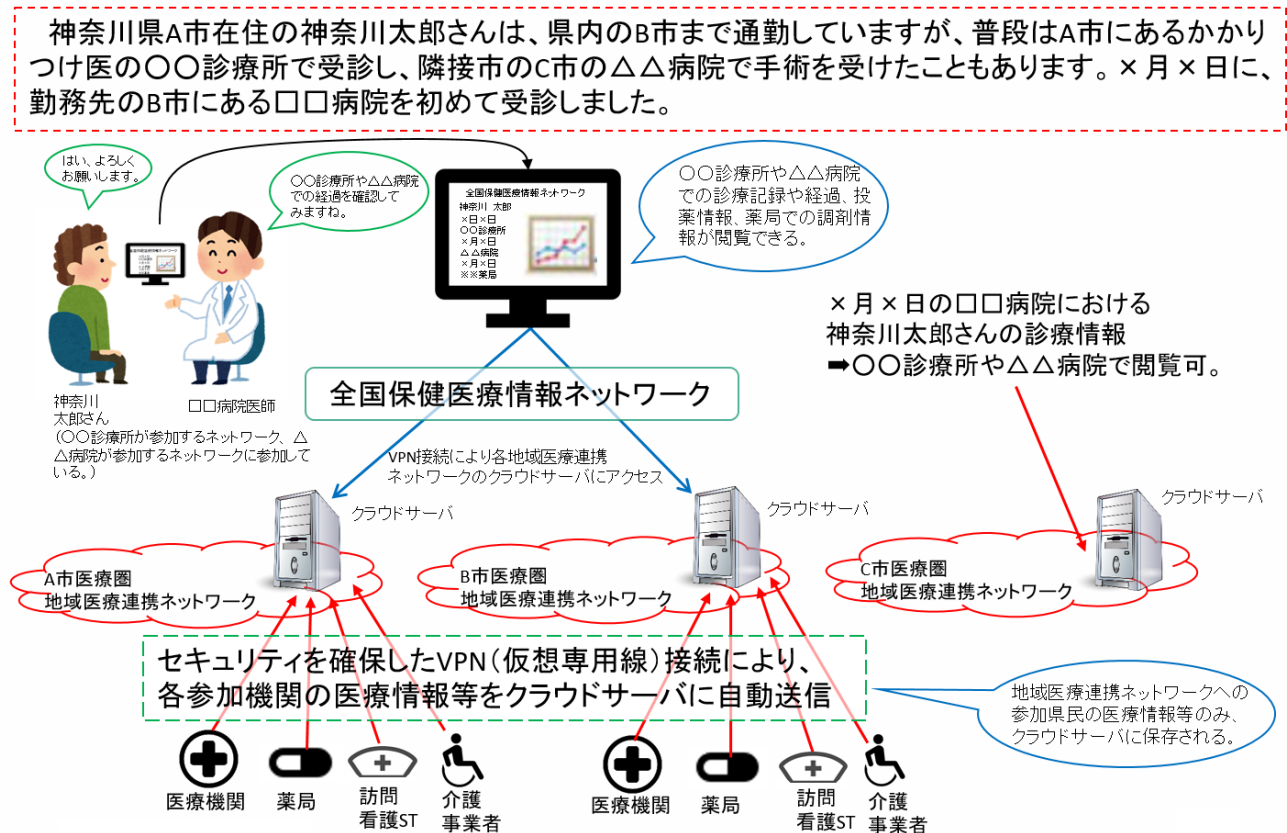 神奈川県A市在住の神奈川太郎さんは、県内のB市まで通勤していますが、普段はA市にあるかかり
つけ医の〇〇診療所で受診し、隣接市のC市の△△病院で手術を受けたこともあります。×月×日に、
勤務先のB市にある□□病院を初めて受診しました。
はい、よろしく
お願いします。
〇〇診療所や△△病院
での経過を確認して
みますね。
全国保健医療情報ネットワーク
神奈川 太郎
×日×日
〇〇診療所
×月×日
△△病院
×月×日
※※薬局
〇〇診療所や△△病院
での診療記録や経過、投
薬情報、薬局での調剤情
報が閲覧できる。
×月×日の□□病院における
神奈川太郎さんの診療情報
➡〇〇診療所や△△病院で閲覧可。
神奈川
太郎さん
(〇〇診療所が参加するネットワーク、△
△病院が参加するネットワークに参加して
いる。)
□□病院医師
全国保健医療情報ネットワーク
VPN接続により各地域医療連携
ネットワークのクラウドサーバにアクセス
クラウドサーバ
クラウドサーバ
クラウドサーバ
A市医療圏
地域医療連携ネットワーク
B市医療圏
地域医療連携ネットワーク
C市医療圏
地域医療連携ネットワーク
セキュリティを確保したVPN(仮想専用線)接続により、
各参加機関の医療情報等をクラウドサーバに自動送信
地域医療連携ネットワークへの
参加県民の医療情報等のみ、
クラウドサーバに保存される。
医療機関
薬局
訪問
看護ST
介護
事業者
医療機関
薬局
訪問
看護ST
介護
事業者